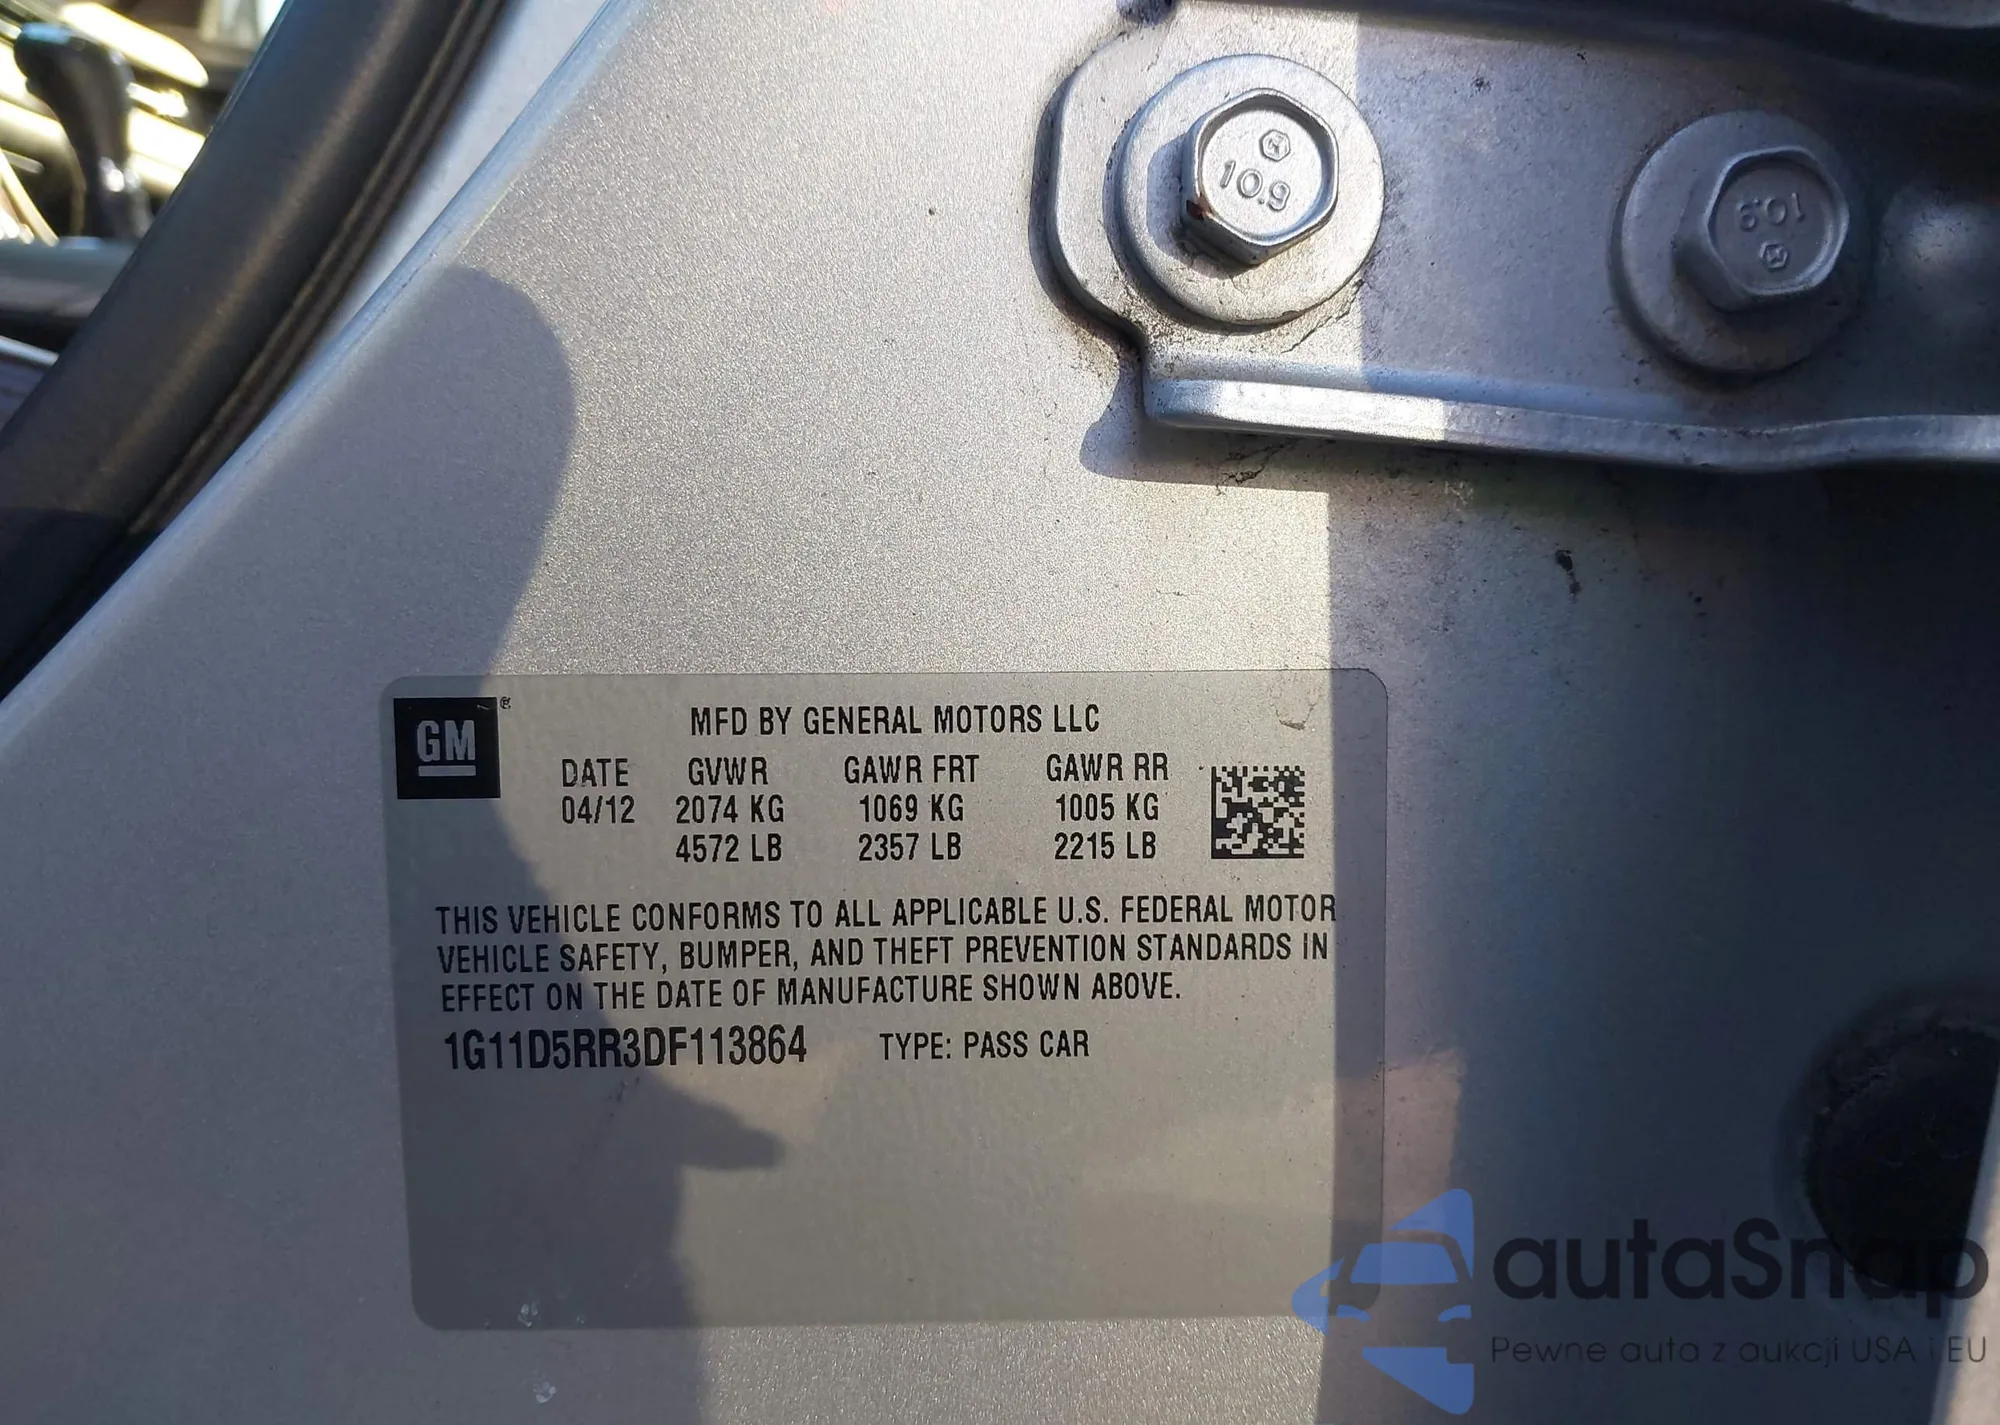 10.9
10.9
GM ®
MFD BY GENERAL MOTORS LLC
DATE GVWR GAWR FRT GAWR RR
04/12 2074 KG 1069 KG 1005 KG
4572 LB 2357 LB 2215 LB
THIS VEHICLE CONFORMS TO ALL APPLICABLE U.S. FEDERAL MOTOR
VEHICLE SAFETY, BUMPER, AND THEFT PREVENTION STANDARDS IN
EFFECT ON THE DATE OF MANUFACTURE SHOWN ABOVE.
1G11D5RR3DF113864 TYPE: PASS CAR
autaSnap
Pewne auta z aukcji USA i EU